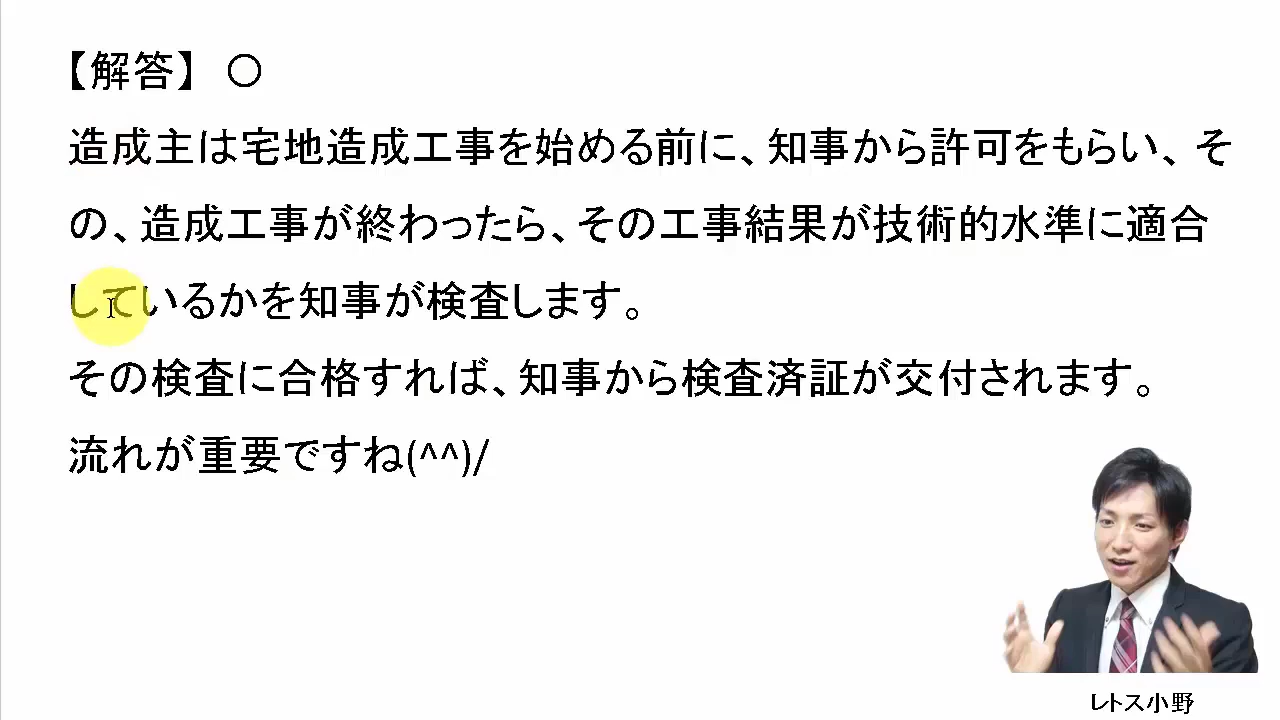 【解答】 〇
造成主は宅地造成工事を始める前に、知事から許可をもらい、そ
の、造成工事が終わったら、その工事結果が技術的水準に適合
しているかを知事が検査します。
その検査に合格すれば、知事から検査済証が交付されます。
流れが重要ですね(^^)/
レトス小野